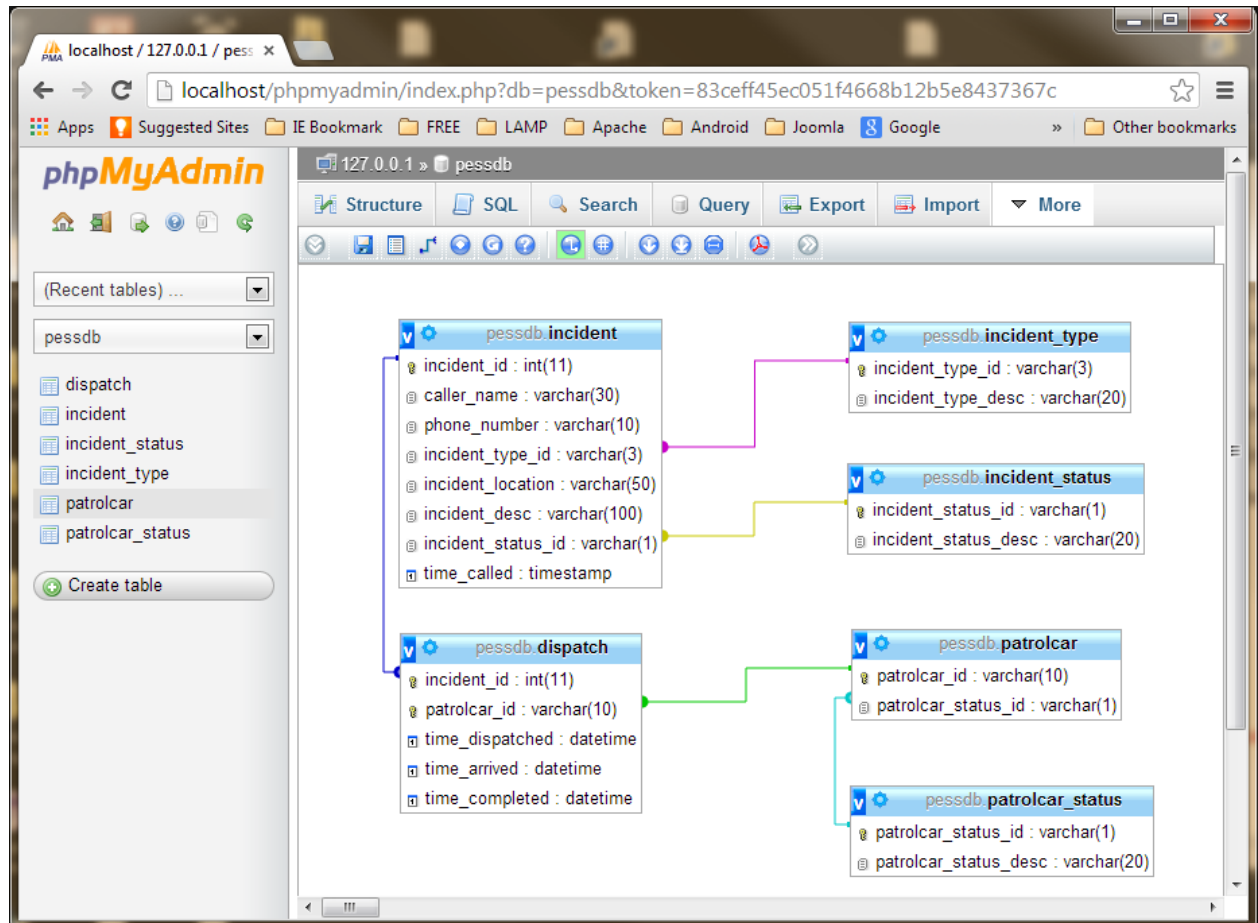 PMA localhost / 127.0.0.1 / pess
localhost/phpmyadmin/index.php?db=pessdb&token=83ceff45ec051f4668b12b5e8437367c
Apps Suggested Sites IE Bookmark FREE LAMP Apache Android Joomla Google » Other bookmarks
phpMyAdmin
(Recent tables) ...
pessdb
dispatch
incident
incident_status
incident_type
patrolcar
patrolcar_status
Create table
127.0.0.1 » pessdb
Structure SQL Search Query Export Import More
pessdb.incident
incident_id : int(11)
caller_name : varchar(30)
phone_number : varchar(10)
incident_type_id : varchar(3)
incident_location : varchar(50)
incident_desc : varchar(100)
incident_status_id : varchar(1)
time_called : timestamp
pessdb.incident_type
incident_type_id : varchar(3)
incident_type_desc : varchar(20)
pessdb.incident_status
incident_status_id : varchar(1)
incident_status_desc : varchar(20)
pessdb.dispatch
incident_id : int(11)
patrolcar_id : varchar(10)
time_dispatched : datetime
time_arrived : datetime
time_completed : datetime
pessdb.patrolcar
patrolcar_id : varchar(10)
patrolcar_status_id : varchar(1)
pessdb.patrolcar_status
patrolcar_status_id : varchar(1)
patrolcar_status_desc : varchar(20)